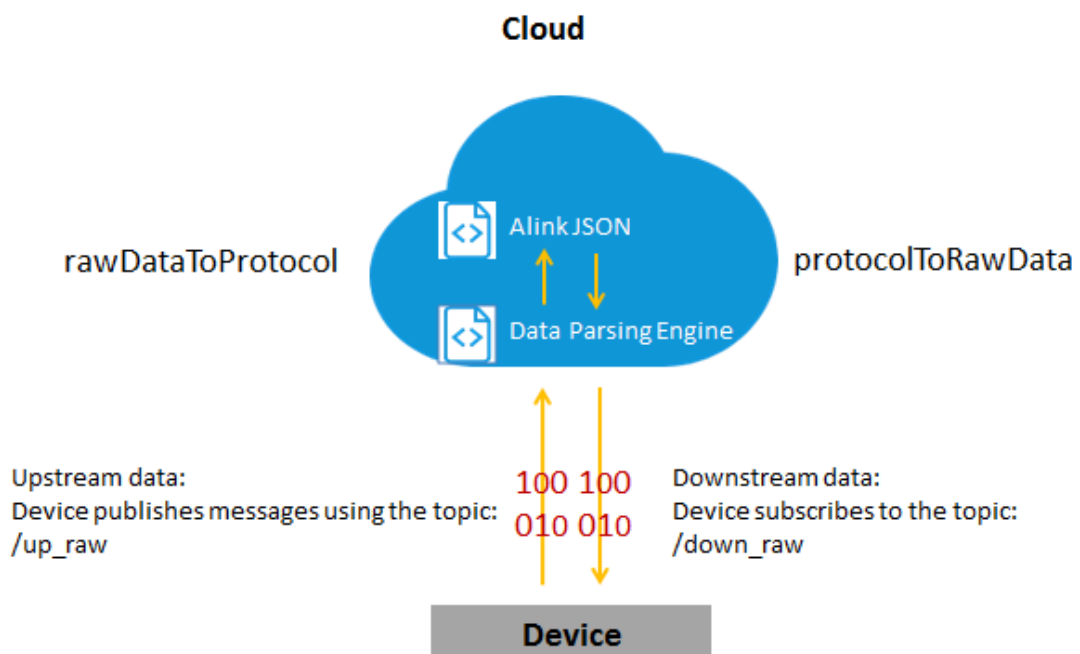 Cloud
Alink JSON
rawDataToProtocol
protocolToRawData
Data Parsing Engine
Upstream data:
Device publishes messages using the topic:
/up_raw
100 100
010 010
Downstream data:
Device subscribes to the topic:
/down_raw
Device